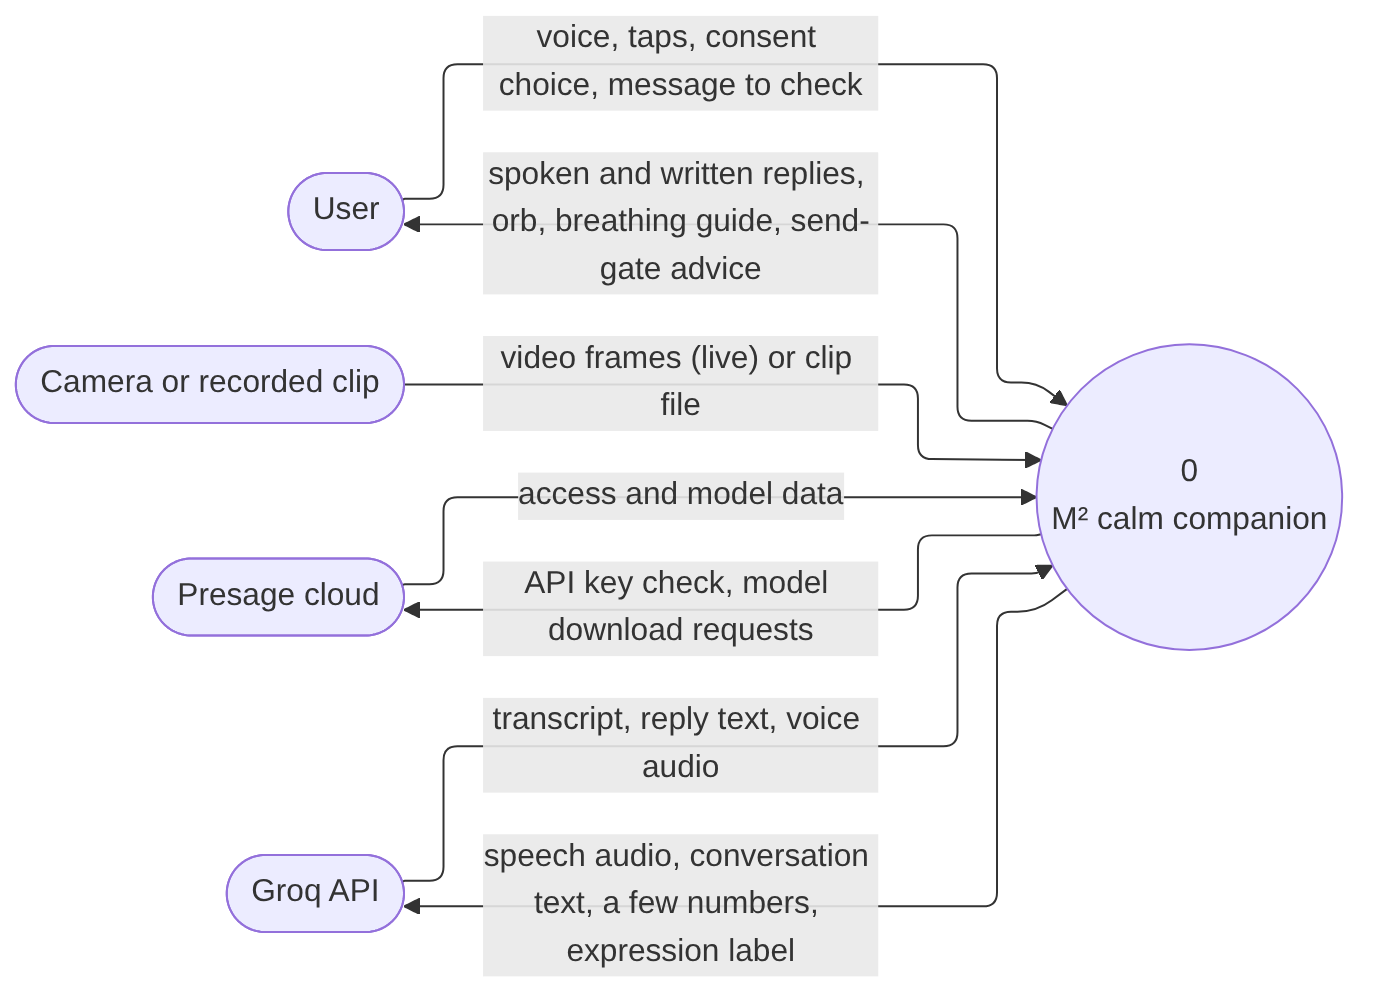 voice, taps, consent
choice, message to check
spoken and written replies,
orb, breathing guide, send-
gate advice
User
video frames (live) or clip
file
Camera or recorded clip
access and model data
0
M² calm companion
API key check, model
download requests
Presage cloud
transcript, reply text, voice
audio
speech audio, conversation
text, a few numbers,
expression label
Groq API